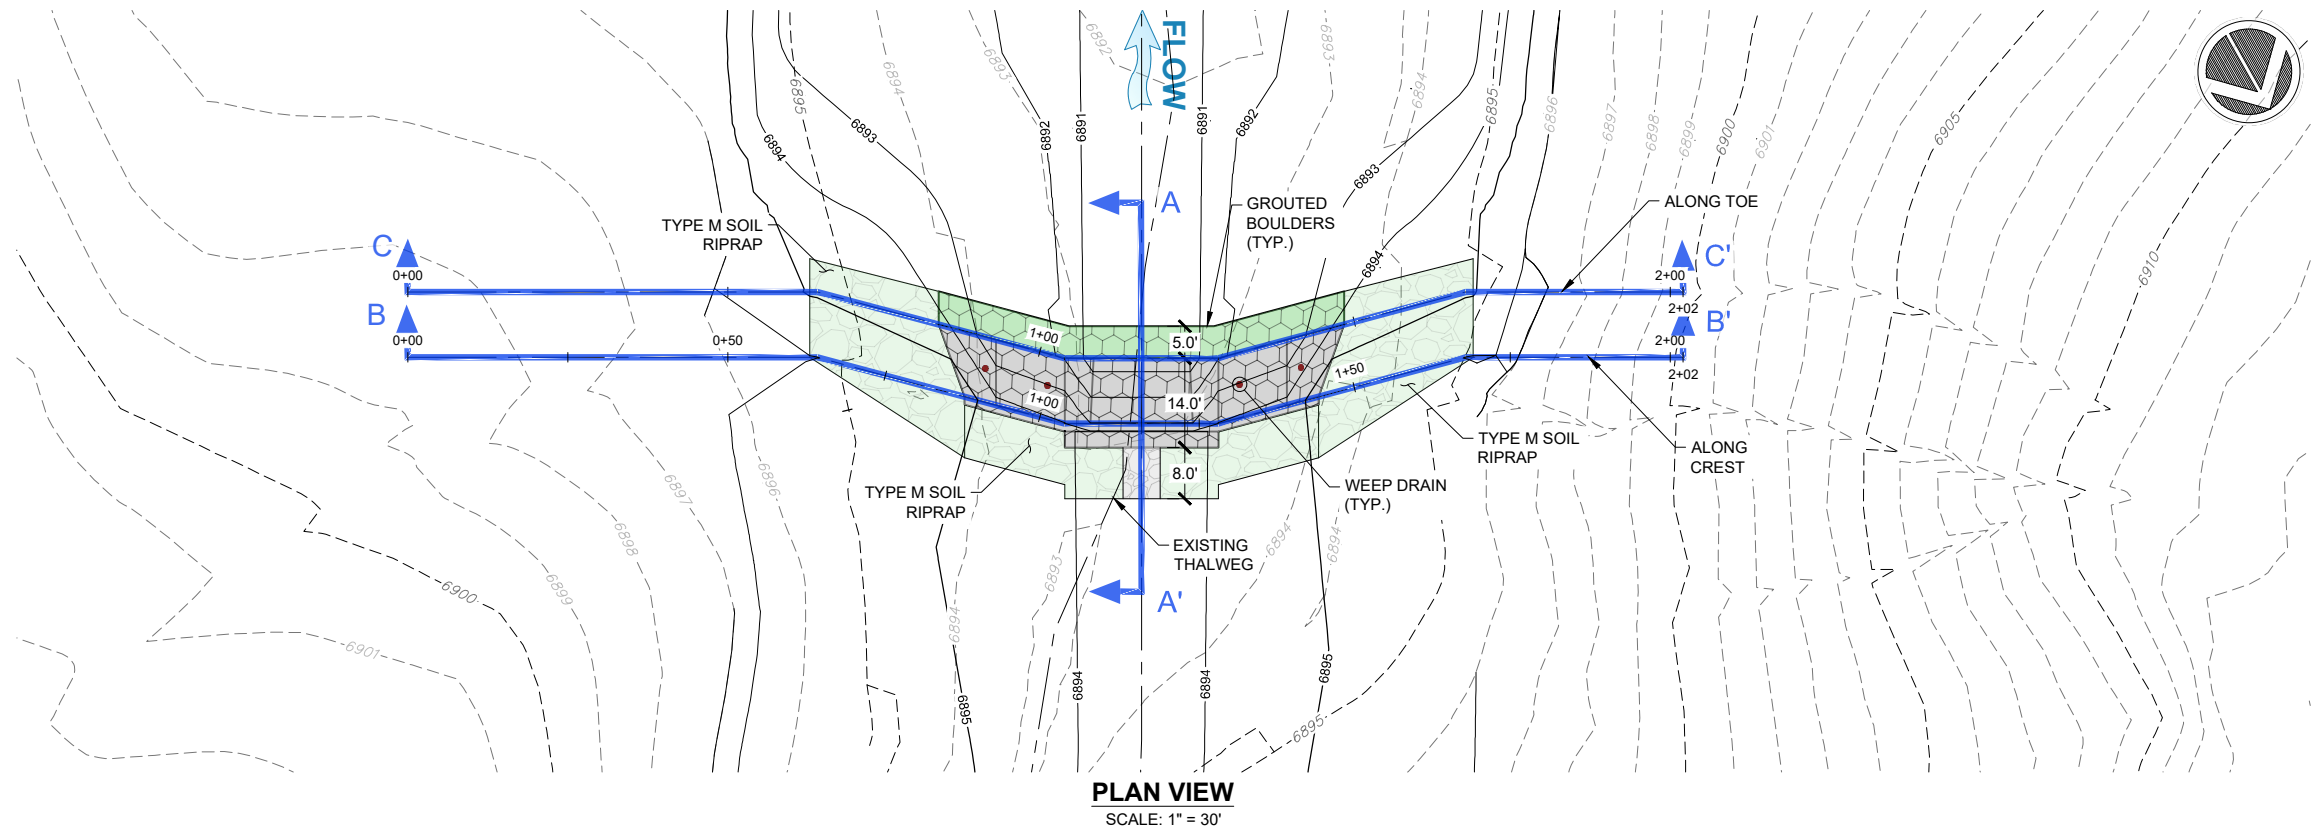 FLOW
6892
6893
6893
6894
6894
6895
6895
6896
6897
6898
6899
6900
6901
6905
6910
6892
6891
6891
6892
6893
6894
6893
6894
A
C
0+00
B
0+00
0+50
TYPE M SOIL
RIPRAP
GROUTED
BOULDERS
(TYP.)
ALONG TOE
C'
2+00
2+02
B'
2+00
2+02
1+00
5.0'
1+00
14.0'
1+50
8.0'
TYPE M SOIL
RIPRAP
ALONG
CREST
TYPE M SOIL
RIPRAP
WEEP DRAIN
(TYP.)
EXISTING
THALWEG
A'
6896
6897
6898
6899
6900
6901
6893
6894
6894
6894
6895
6894
6894
6895
6895
PLAN VIEW
SCALE: 1" = 30'